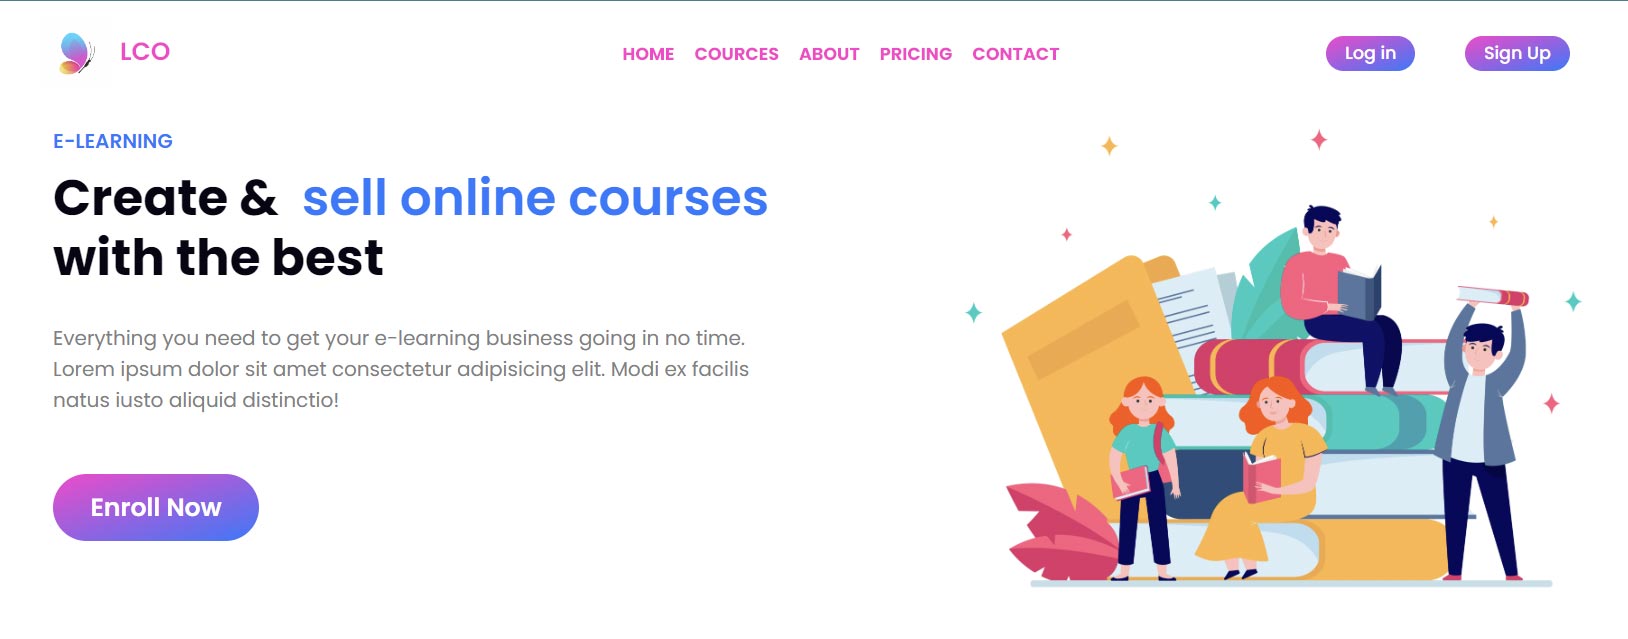 LCO
HOME COURCES ABOUT PRICING CONTACT
Log in
Sign Up
E-LEARNING
Create & sell online courses
with the best
Everything you need to get your e-learning business going in no time.
Lorem ipsum dolor sit amet consectetur adipisicing elit. Modi ex facilis
natus iusto aliquid distinctio!
Enroll Now